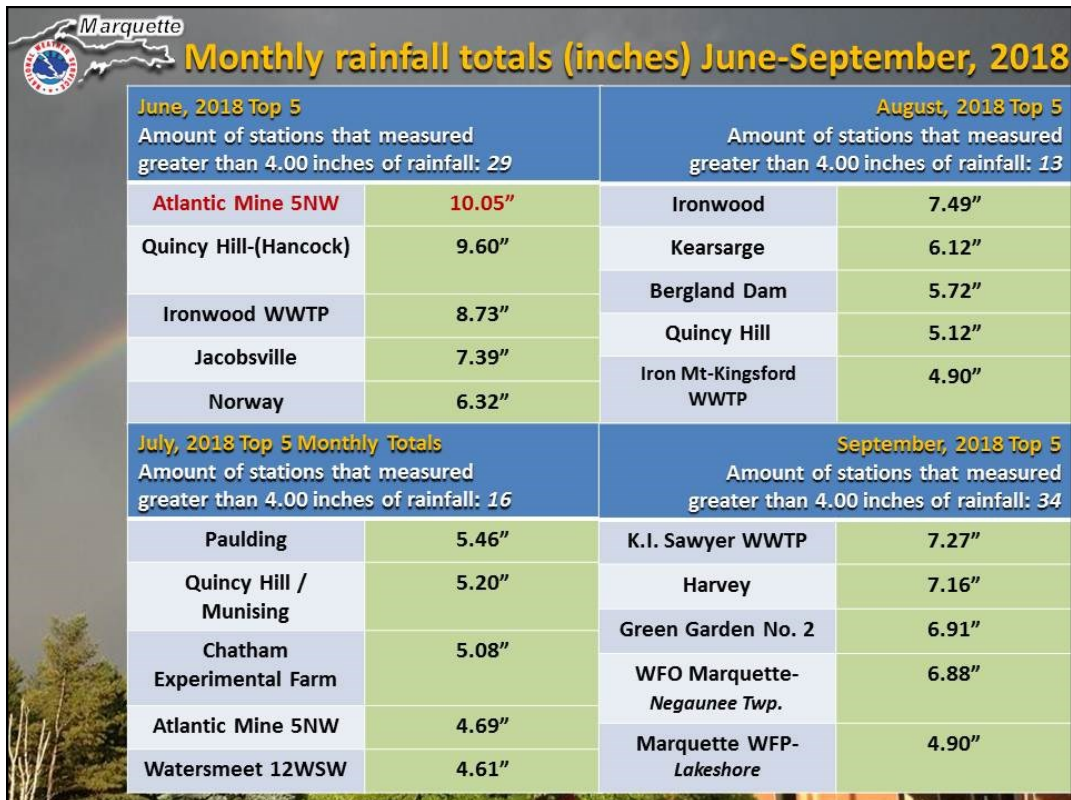 Marquette
NATIONAL WEATHER SERVICE
Monthly rainfall totals (inches) June-September, 2018
June, 2018 Top 5
Amount of stations that measured
greater than 4.00 inches of rainfall: 29
Atlantic Mine 5NW 10.05”
Quincy Hill-(Hancock) 9.60”
Ironwood WWTP 8.73”
Jacobsville 7.39”
Norway 6.32”
August, 2018 Top 5
Amount of stations that measured
greater than 4.00 inches of rainfall: 13
Ironwood 7.49”
Kearsarge 6.12”
Bergland Dam 5.72”
Quincy Hill 5.12”
Iron Mt-Kingsford 4.90”
WWTP
July, 2018 Top 5 Monthly Totals
Amount of stations that measured
greater than 4.00 inches of rainfall: 16
Paulding 5.46”
Quincy Hill / 5.20”
Munising
Chatham 5.08”
Experimental Farm
Atlantic Mine 5NW 4.69”
Watersmeet 12WSW 4.61”
September, 2018 Top 5
Amount of stations that measured
greater than 4.00 inches of rainfall: 34
K.I. Sawyer WWTP 7.27”
Harvey 7.16”
Green Garden No. 2 6.91”
WFO Marquette- 6.88”
Negaunee Twp.
Marquette WFP- 4.90”
Lakeshore